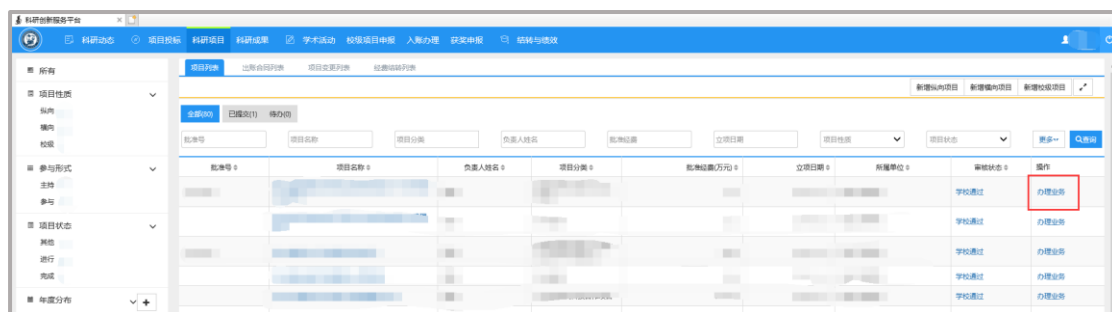 科研创新服务平台
科研动态 项目投标 科研项目 科研成果 学术活动 校级项目申报 入账办理 获奖申报 结转与绩效
所有
项目性质
纵向
横向
校级
参与形式
主持
参与
项目状态
其他
进行
完成
年度分布
项目列表 出账合同列表 项目变更列表 经费结转列表
新增纵向项目 新增横向项目 新增校级项目
全部(80) 已提交(1) 待办(0)
批准号 项目名称 项目分类 负责人姓名 批准经费 立项日期 项目性质 项目状态 更多 查询
批准号 项目名称 负责人姓名 项目分类 批准经费(万元) 立项日期 所属单位 审核状态 操作
学校通过 办理业务
学校通过 办理业务
学校通过 办理业务
学校通过 办理业务
学校通过 办理业务